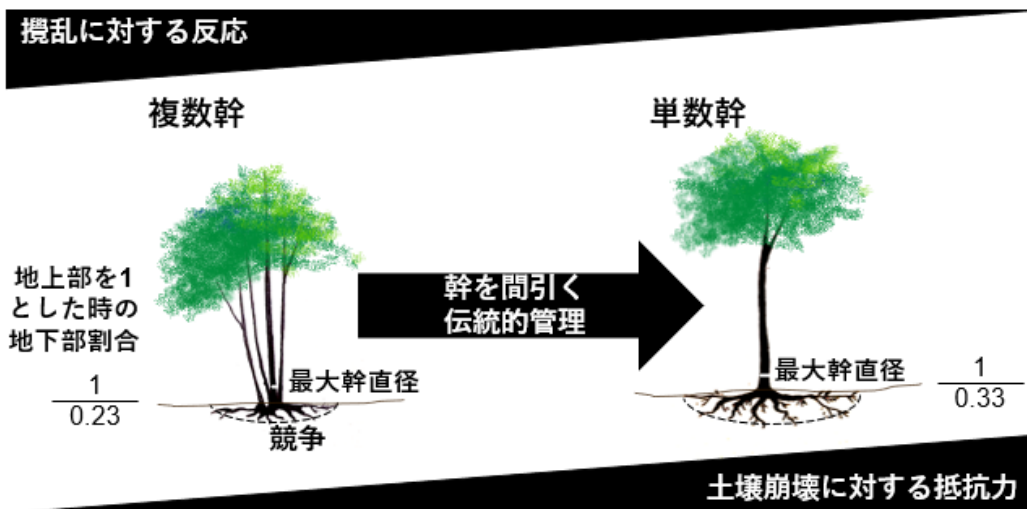 攪乱に対する反応
複数幹
単数幹
地上部を1
とした時の
地下部割合
1
0.23
幹を間引く
伝統的管理
最大幹直径
競争
最大幹直径
1
0.33
土壌崩壊に対する抵抗力